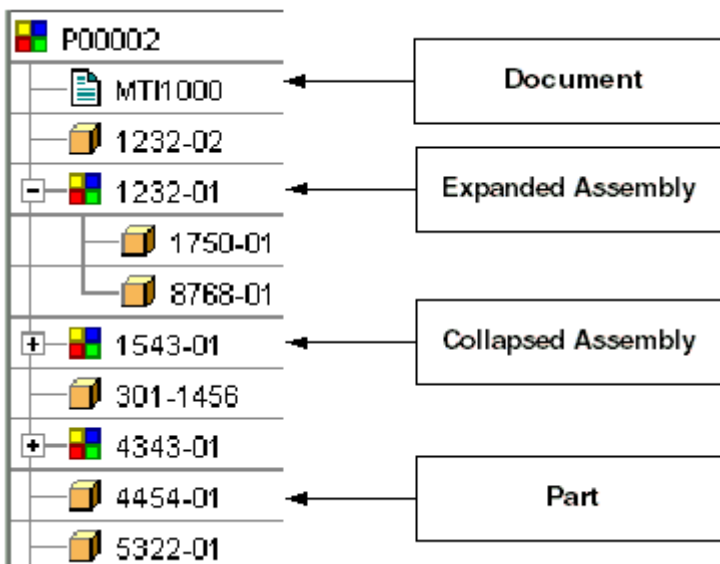 P00002
MTI1000
Document
1232-02
1232-01
Expanded Assembly
1750-01
8768-01
1543-01
Collapsed Assembly
301-1456
4343-01
4454-01
Part
5322-01